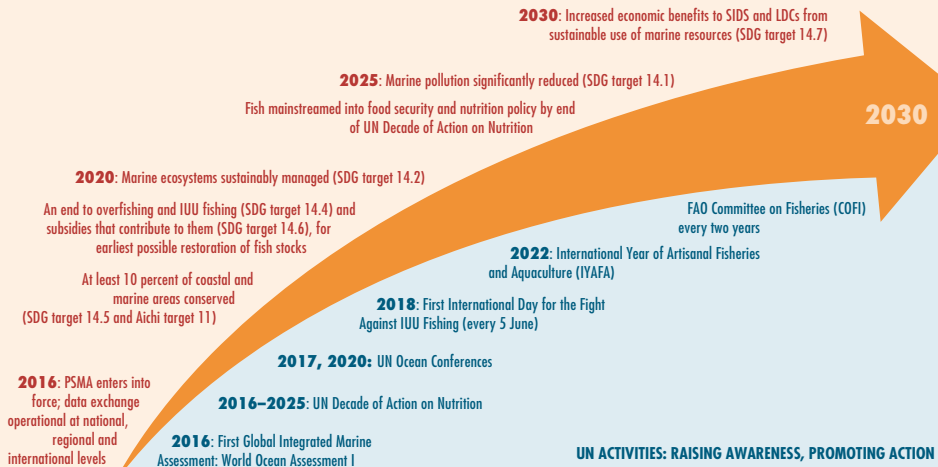 2030: Increased economic benefits to SIDS and LDCs from
sustainable use of marine resources (SDG target 14.7)
2025: Marine pollution significantly reduced (SDG target 14.1)
Fish mainstreamed into food security and nutrition policy by end
of UN Decade of Action on Nutrition
2030
2020: Marine ecosystems sustainably managed (SDG target 14.2)
An end to overfishing and IUU fishing (SDG target 14.4) and
subsidies that contribute to them (SDG target 14.6), for
earliest possible restoration of fish stocks
At least 10 percent of coastal and
marine areas conserved
(SDG target 14.5 and Aichi target 11)
2016: PSMA enters into
force; data exchange
operational at national,
regional and
international levels
FAO Committee on Fisheries (COFI)
every two years
2022: International Year of Artisanal Fisheries
and Aquaculture (IYAFA)
2018: First International Day for the Fight
Against IUU Fishing (every 5 June)
2017, 2020: UN Ocean Conferences
2016–2025: UN Decade of Action on Nutrition
2016: First Global Integrated Marine
Assessment: World Ocean Assessment I
UN ACTIVITIES: RAISING AWARENESS, PROMOTING ACTION